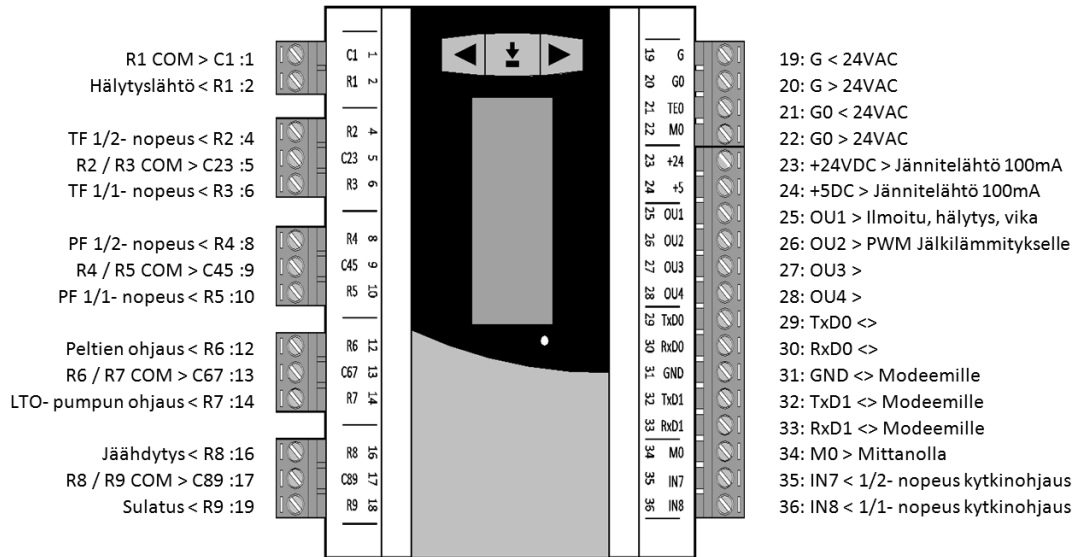 R1 COM > C1 :1
Hälytyslähtö < R1 :2
TF 1/2- nopeus < R2 :4
R2 / R3 COM > C23 :5
TF 1/1- nopeus < R3 :6
PF 1/2- nopeus < R4 :8
R4 / R5 COM > C45 :9
PF 1/1- nopeus < R5 :10
Peltien ohjaus < R6 :12
R6 / R7 COM > C67 :13
LTO- pumpun ohjaus < R7 :14
Jäähdytys < R8 :16
R8 / R9 COM > C89 :17
Sulatus < R9 :19
C1 1
R1 2
R2 4
C23 5
R3 6
R4 8
C45 9
R5 10
R6 12
C67 13
R7 14
R8 16
C89 17
R9 18
19 G
20 G0
21 TE0
22 M0
23 +24
24 +5
25 OU1
26 OU2
27 OU3
28 OU4
29 TxD0
30 RxD0
31 GND
32 TxD1
33 RxD1
34 M0
35 IN7
36 IN8
19: G < 24VAC
20: G > 24VAC
21: G0 < 24VAC
22: G0 > 24VAC
23: +24VDC > Jännitelähtö 100mA
24: +5DC > Jännitelähtö 100mA
25: OU1 > Ilmoitu, hälytys, vika
26: OU2 > PWM Jälkilämmitykselle
27: OU3 >
28: OU4 >
29: TxD0 <>
30: RxD0 <>
31: GND <> Modeemille
32: TxD1 <> Modeemille
33: RxD1 <> Modeemille
34: M0 > Mittanolla
35: IN7 < 1/2- nopeus kytkinohjaus
36: IN8 < 1/1- nopeus kytkinohjaus